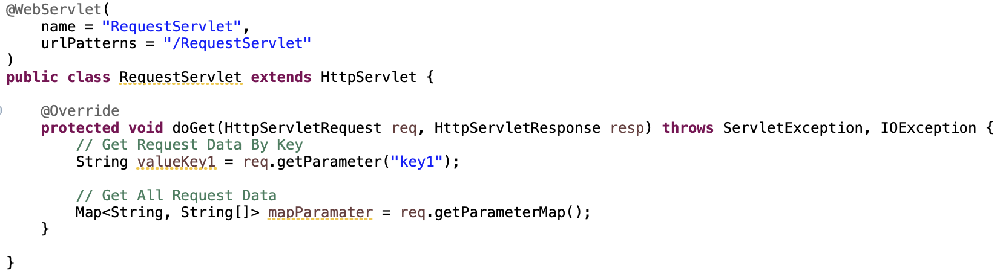 @WebServlet(
    name = "RequestServlet",
    urlPatterns = "/RequestServlet"
)
public class RequestServlet extends HttpServlet {
    @Override
    protected void doGet(HttpServletRequest req, HttpServletResponse resp) throws ServletException, IOException {
        // Get Request Data By Key
        String valueKey1 = req.getParameter("key1");
        // Get All Request Data
        Map<String, String[]> mapParamater = req.getParameterMap();
    }
}